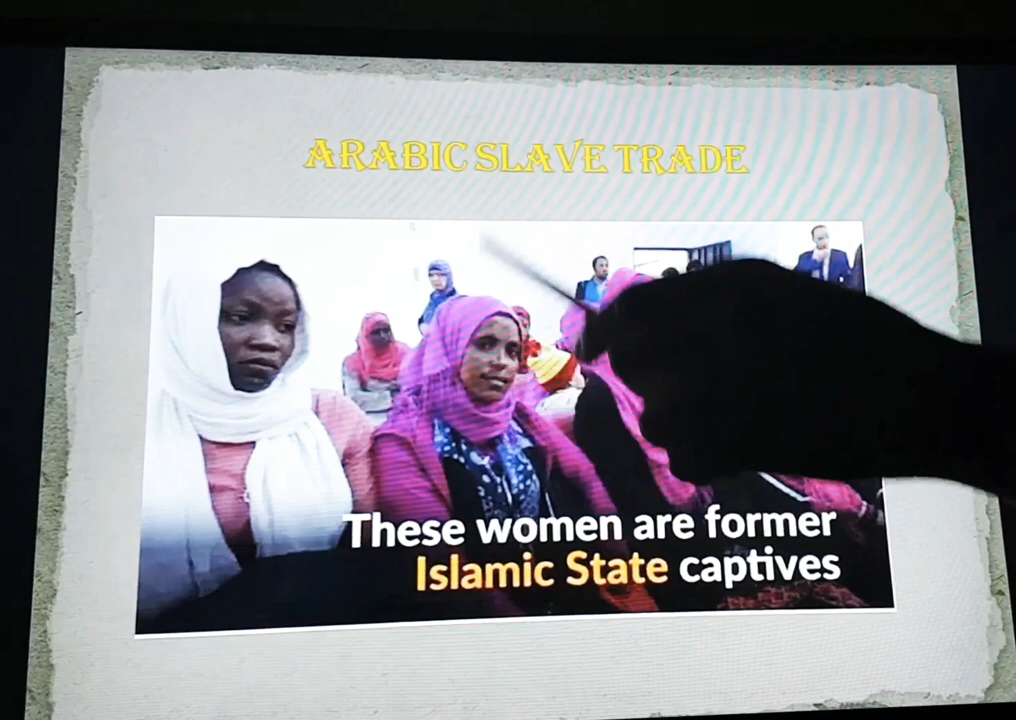 ARABIC SLAVE TRADE
These women are former
Islamic State captives